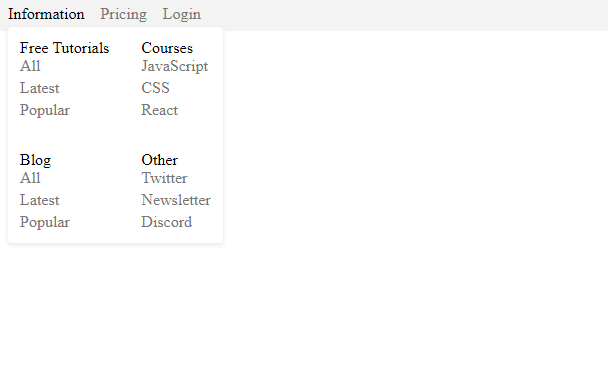 Information Pricing Login
Free Tutorials
All
Latest
Popular
Courses
JavaScript
CSS
React
Blog
All
Latest
Popular
Other
Twitter
Newsletter
Discord